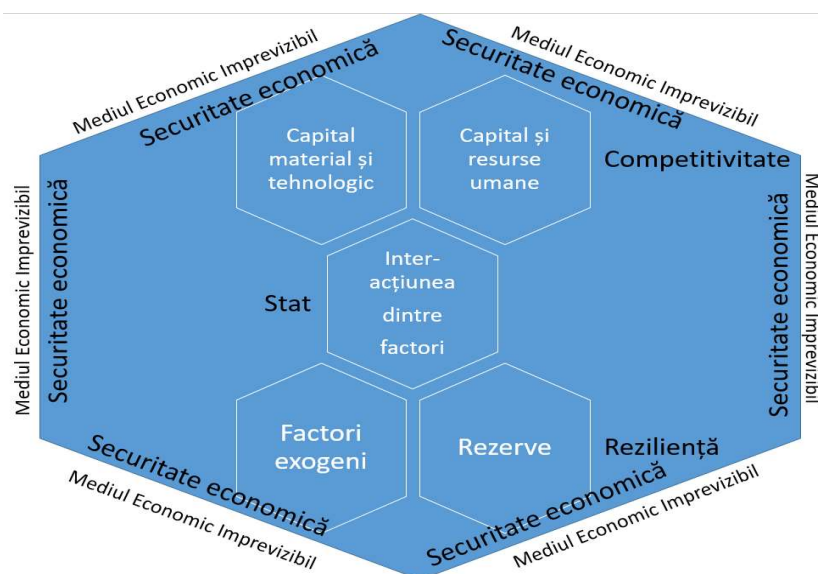 Mediul Economic Imprevizibil
Securitate economică
Securitate economică
Mediul Economic Imprevizibil
Capital
material și
tehnologic
Capital și
resurse
umane
Competitivitate
Mediul Economic Imprevizibil
Securitate economică
Stat
Inter-
acțiunea
dintre
factori
Securitate economică
Mediul Economic Imprevizibil
Factori
exogeni
Rezerve
Reziliență
Securitate economică
Mediul Economic Imprevizibil
Securitate economică
Mediul Economic Imprevizibil